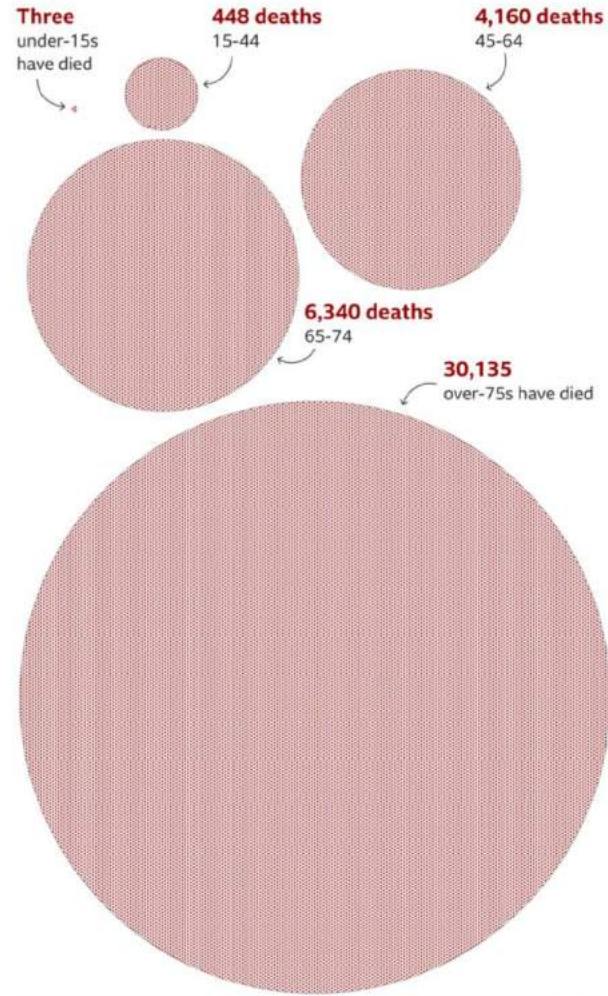 Three
under-15s
have died
448 deaths
15-44
4,160 deaths
45-64
6,340 deaths
65-74
30,135
over-75s have died